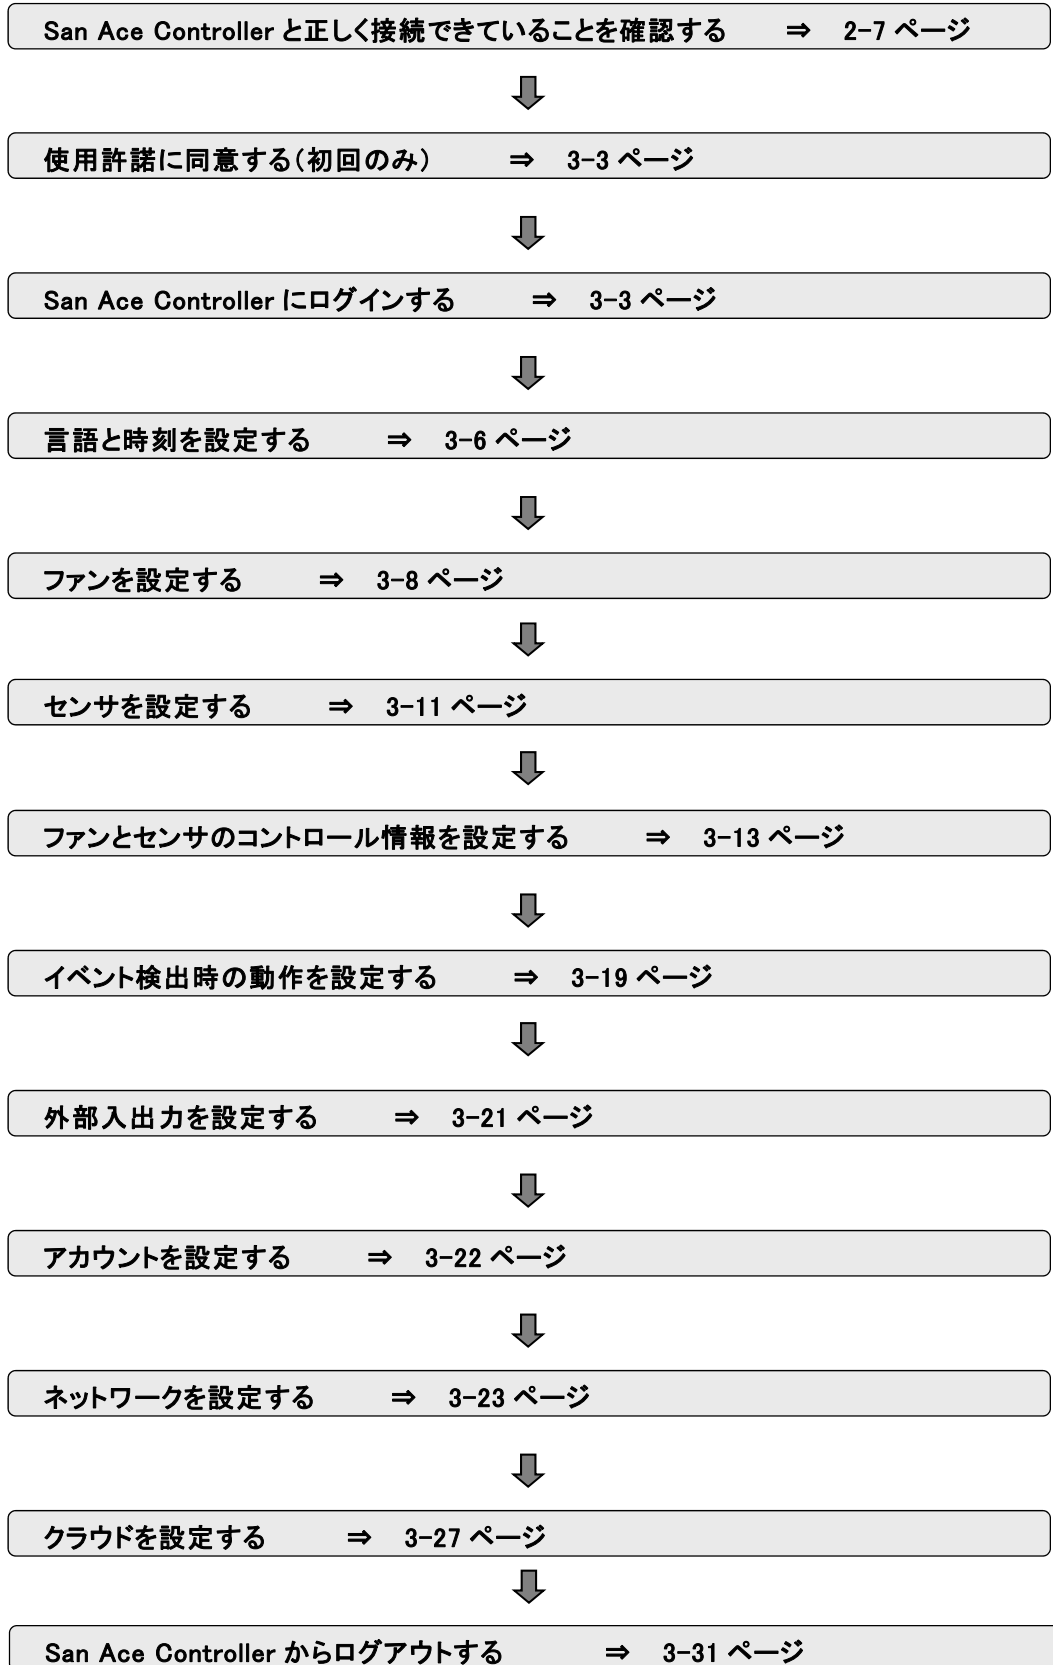 San Ace Controller と正しく接続できていることを確認する ⇒ 2-7 ページ
使用許諾に同意する(初回のみ) ⇒ 3-3 ページ
San Ace Controller にログインする ⇒ 3-3 ページ
言語と時刻を設定する ⇒ 3-6 ページ
ファンを設定する ⇒ 3-8 ページ
センサを設定する ⇒ 3-11 ページ
ファンとセンサのコントロール情報を設定する ⇒ 3-13 ページ
イベント検出時の動作を設定する ⇒ 3-19 ページ
外部入出力を設定する ⇒ 3-21 ページ
アカウントを設定する ⇒ 3-22 ページ
ネットワークを設定する ⇒ 3-23 ページ
クラウドを設定する ⇒ 3-27 ページ
San Ace Controller からログアウトする ⇒ 3-31 ページ